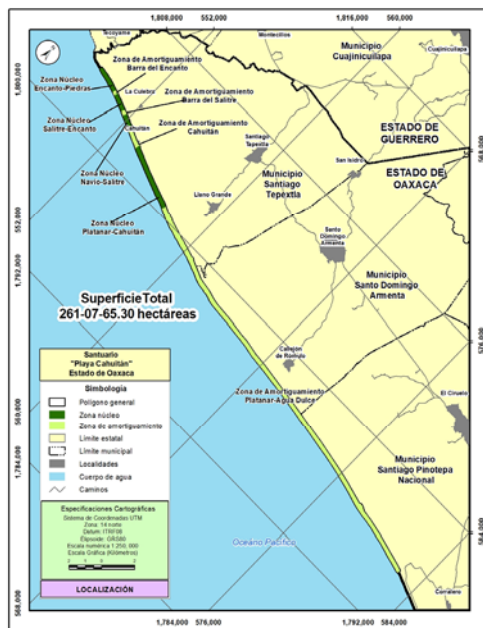 1,808,000
552,000
1,816,000
560,000
Tecoyame
Montecillos
Municipio
Cuajinicuilapa
Cuajinicuilapa
Zona de Amortiguamiento
Barra del Encanto
Zona Núcleo
Encanto-Piedras
La Culebra
Zona de Amortiguamiento
Barra del Salitre
Zona Núcleo
Salitre-Encanto
Cahuitán
Zona de Amortiguamiento
Cahuitán
ESTADO DE
GUERRERO
ESTADO DE
OAXACA
1,800,000
568,000
Santiago
Tapextla
San Isidro
Zona Núcleo
Navío-Salitre
Llano Grande
Municipio
Santiago
Tepextla
Zona Núcleo
Platanar-Cahuitán
552,000
Santo
Domingo
Armenta
1,792,000
Municipio
Santo Domingo
Armenta
Superficie Total
261-07-65.30 hectáreas
576,000
Callejón
de Rómulo
Zona de Amortiguamiento
Platanar-Agua Dulce
El Ciruelo
Municipio
Santiago Pinotepa
Nacional
560,000
1,784,000
584,000
Océano Pacífico
Corralero
Santuario
"Playa Cahuitán"
Estado de Oaxaca
Simbología
Polígono general
Zona núcleo
Zona de amortiguamiento
Límite estatal
Límite municipal
Localidades
Cuerpo de agua
Caminos
Especificaciones Cartográficas
Sistema de Coordenadas UTM
Zona: 14 norte
Datum: ITRF08
Elipsoide: GRS80
Escala numérica 1:250,000
Escala Gráfica (Kilómetros)
LOCALIZACIÓN
568,000
1,784,000
576,000
1,792,000
584,000